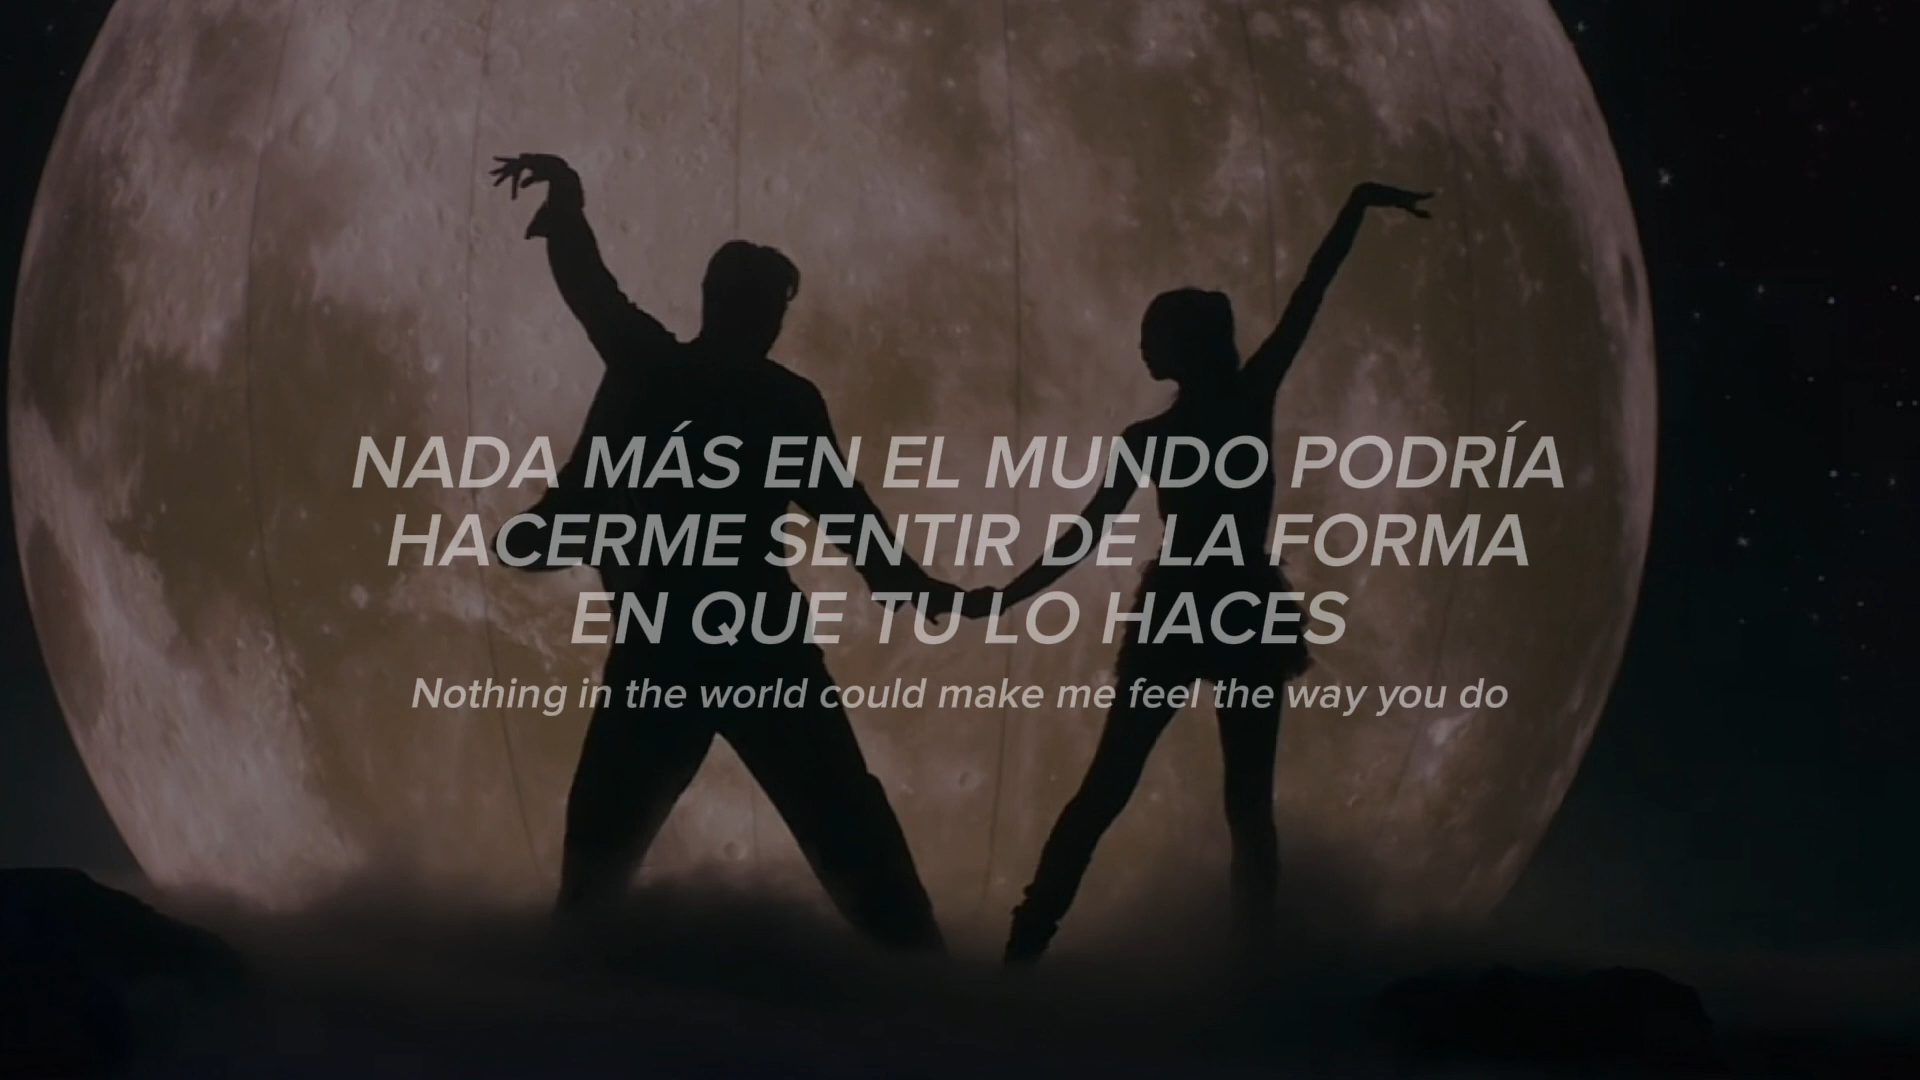 NADA MÁS EN EL MUNDO PODRÍA
HACERME SENTIR DE LA FORMA
EN QUE TU LO HACES
Nothing in the world could make me feel the way you do